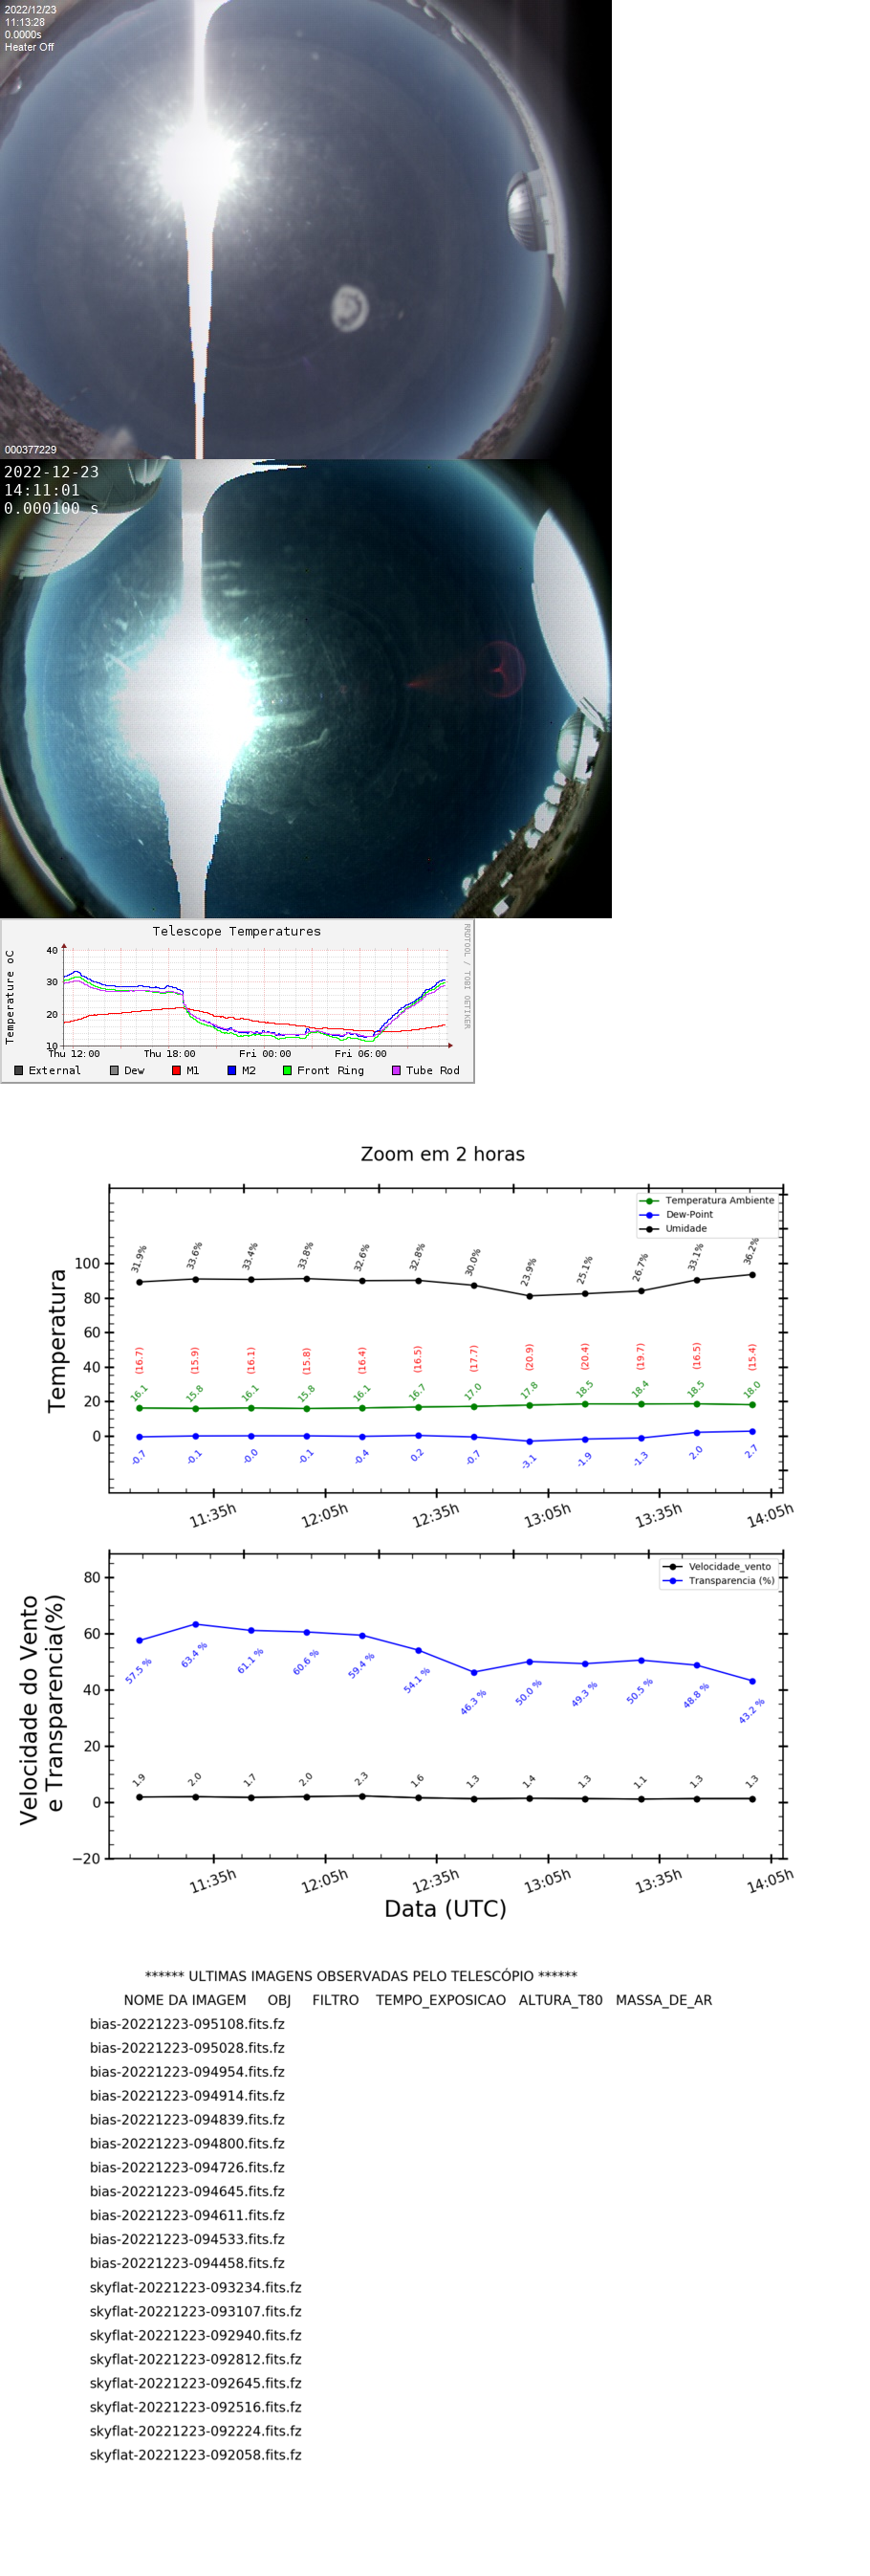 2022/12/23
11:13:28
0.0000s
Heater Off
000377229
2022-12-23
14:11:01
0.000100 s
Telescope Temperatures
RRDTOOL / TOBI OETIKER
Temperature oC
40
30
20
10
Thu 12:00 Thu 18:00 Fri 00:00 Fri 06:00
External Dew M1 M2 Front Ring Tube Rod
Zoom em 2 horas
Temperatura Ambiente
Dew-Point
Umidade
Temperatura
100
80
60
40
20
0
31.9% 33.6% 33.4% 33.8% 32.6% 32.8% 30.0% 23.9% 25.1% 26.7% 33.1% 36.2%
(16.7) (15.9) (16.1) (15.8) (16.4) (16.5) (17.7) (20.9) (20.4) (19.7) (16.5) (15.4)
16.1 15.8 16.1 15.8 16.1 16.7 17.0 17.8 18.5 18.4 18.5 18.0
-0.7 -0.1 -0.0 -0.1 -0.4 0.2 -0.7 -3.1 -1.9 -1.3 2.0 2.7
11:35h 12:05h 12:35h 13:05h 13:35h 14:05h
Velocidade_vento
Transparencia (%)
Velocidade do Vento
e Transparencia(%)
80
60
40
20
0
−20
57.5 % 63.4 % 61.1 % 60.6 % 59.4 % 54.1 % 46.3 % 50.0 % 49.3 % 50.5 % 48.8 % 43.2 %
1.9 2.0 1.7 2.0 2.3 1.6 1.3 1.4 1.3 1.1 1.3 1.3
11:35h 12:05h 12:35h 13:05h 13:35h 14:05h
Data (UTC)
****** ULTIMAS IMAGENS OBSERVADAS PELO TELESCÓPIO ******
NOME DA IMAGEM OBJ FILTRO TEMPO_EXPOSICAO ALTURA_T80 MASSA_DE_AR
bias-20221223-095108.fits.fz
bias-20221223-095028.fits.fz
bias-20221223-094954.fits.fz
bias-20221223-094914.fits.fz
bias-20221223-094839.fits.fz
bias-20221223-094800.fits.fz
bias-20221223-094726.fits.fz
bias-20221223-094645.fits.fz
bias-20221223-094611.fits.fz
bias-20221223-094533.fits.fz
bias-20221223-094458.fits.fz
skyflat-20221223-093234.fits.fz
skyflat-20221223-093107.fits.fz
skyflat-20221223-092940.fits.fz
skyflat-20221223-092812.fits.fz
skyflat-20221223-092645.fits.fz
skyflat-20221223-092516.fits.fz
skyflat-20221223-092224.fits.fz
skyflat-20221223-092058.fits.fz